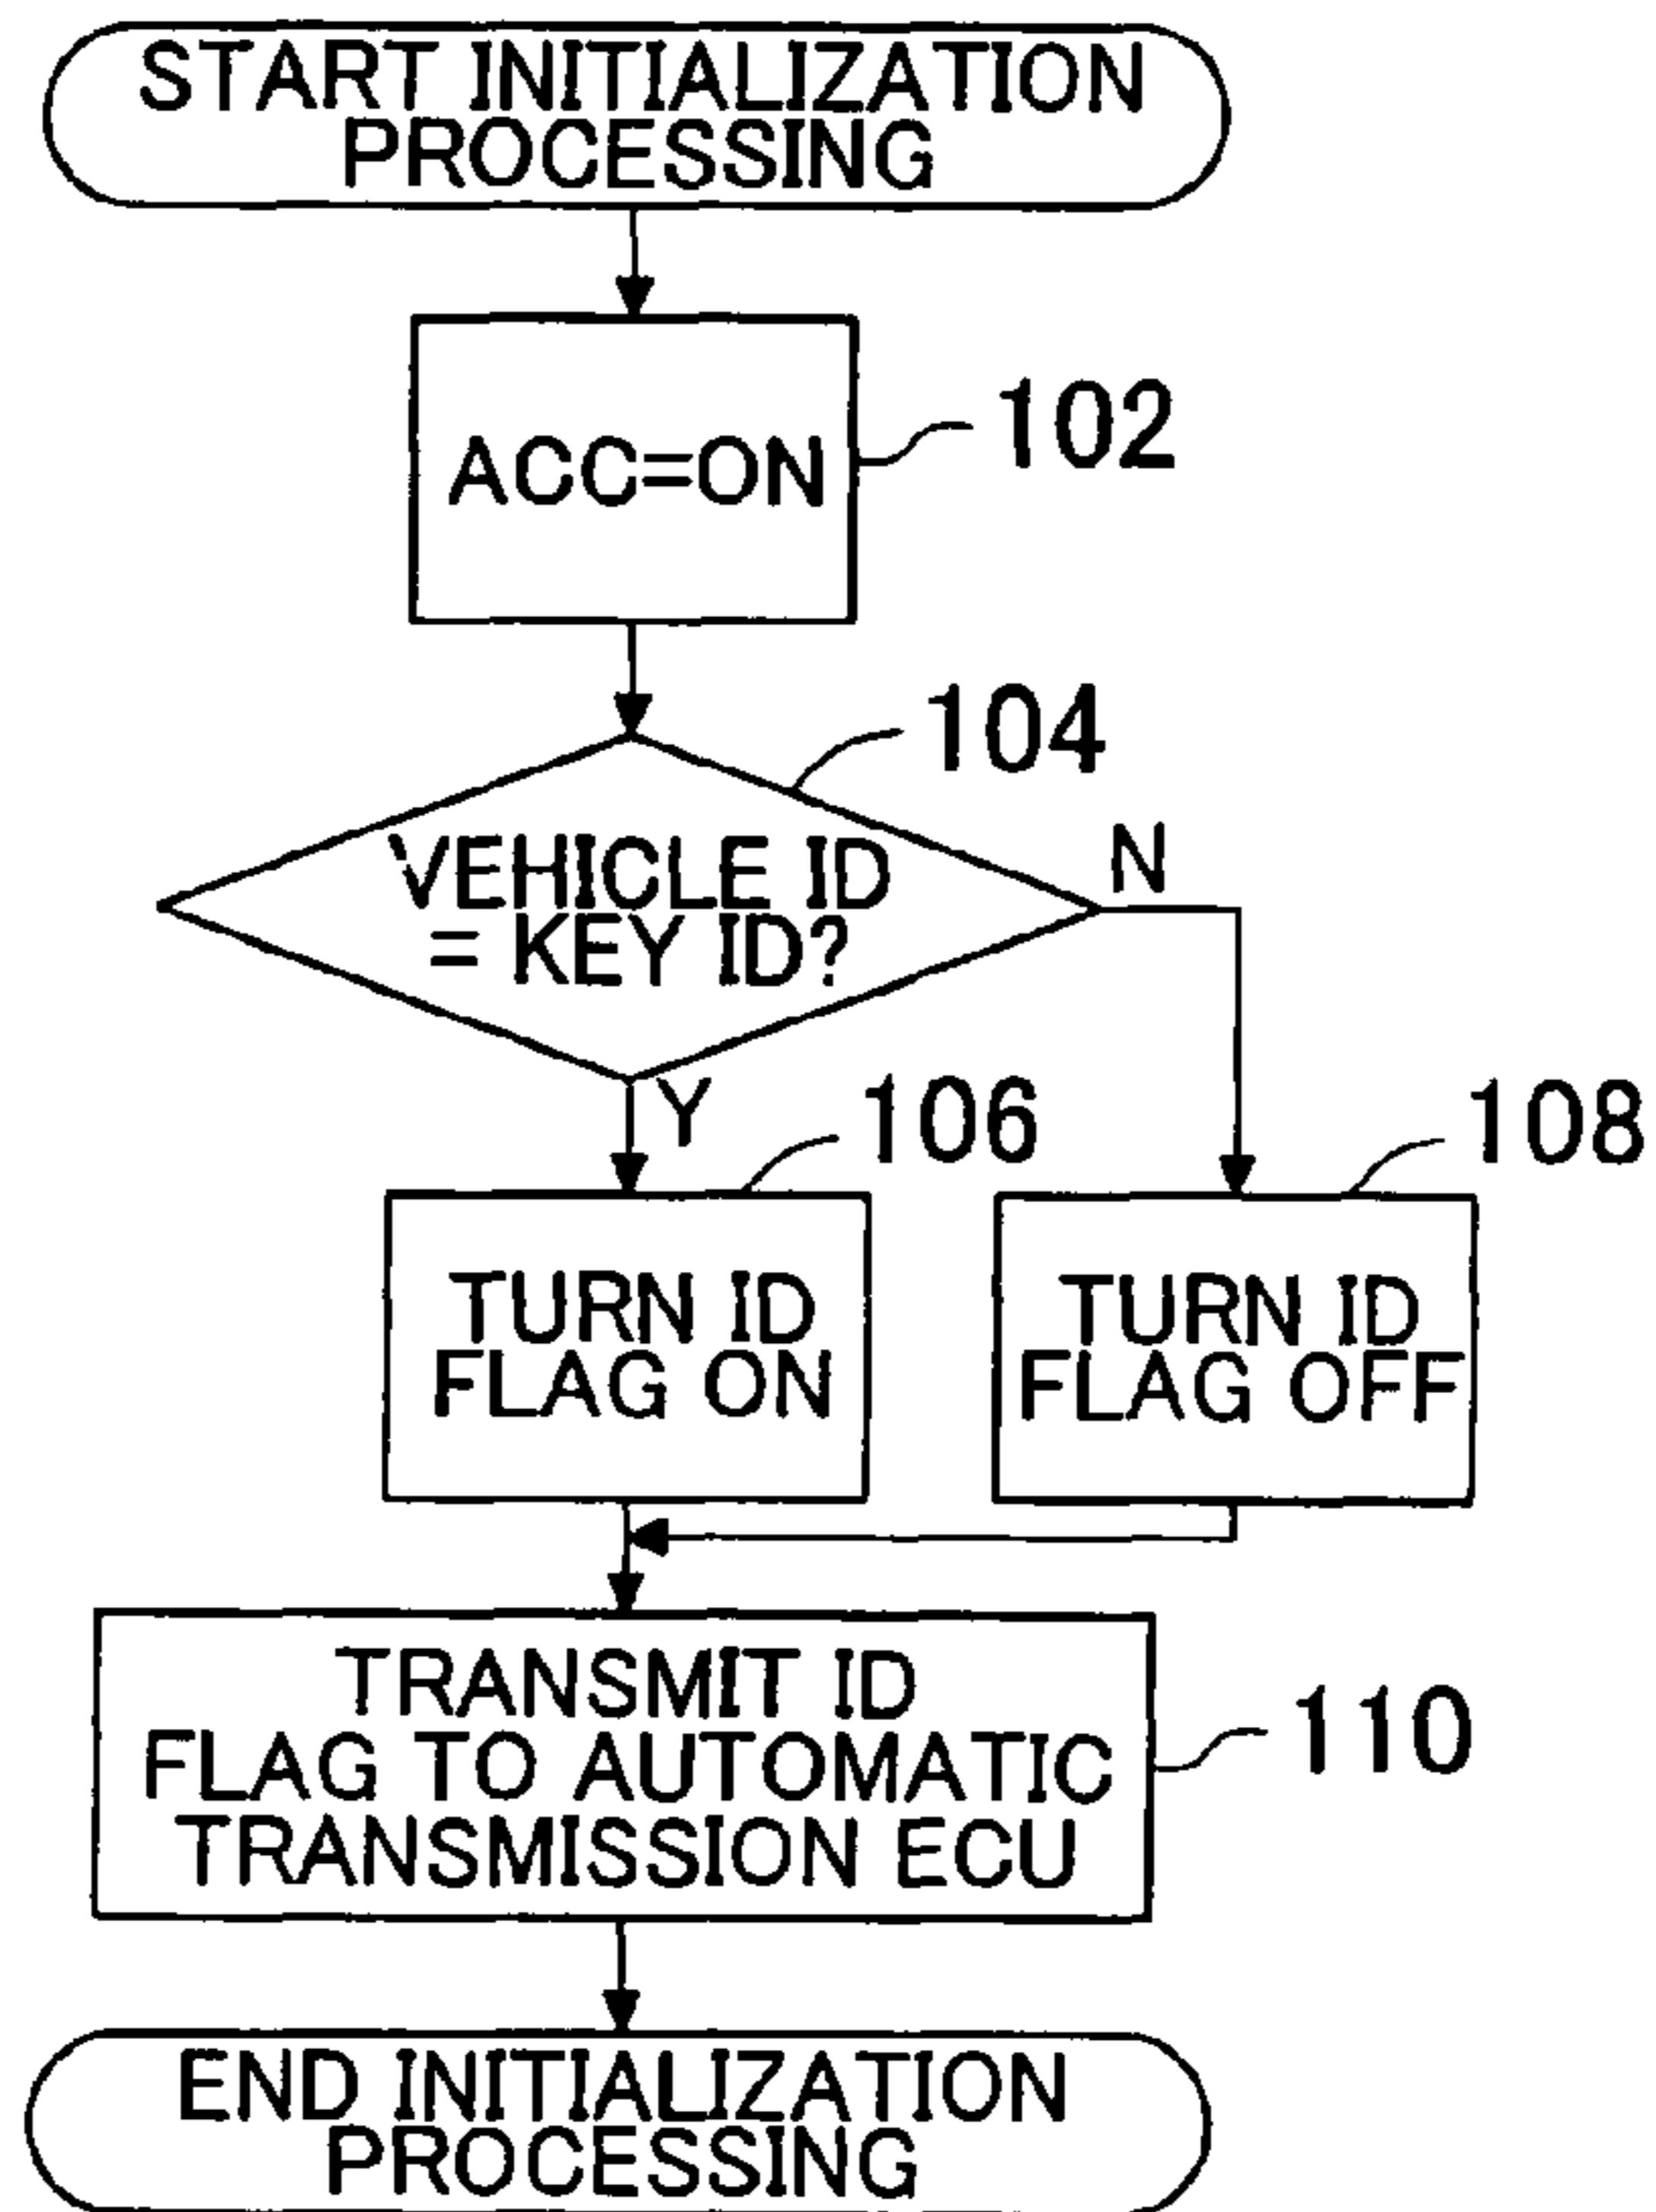 START INITIALIZATION
PROCESSING
ACC=ON
102
104
VEHICLE ID
= KEY ID?
N
Y
106
108
TURN ID
FLAG ON
TURN ID
FLAG OFF
TRANSMIT ID
FLAG TO AUTOMATIC
TRANSMISSION ECU
110
END INITIALIZATION
PROCESSING